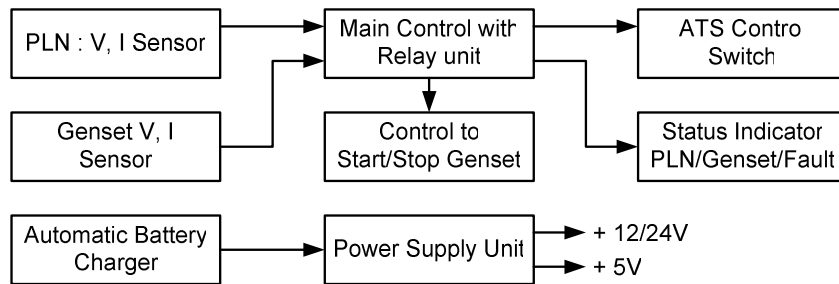 PLN : V, I Sensor
Main Control with
Relay unit
ATS Contro
Switch
Genset V, I
Sensor
Control to
Start/Stop Genset
Status Indicator
PLN/Genset/Fault
Automatic Battery
Charger
Power Supply Unit
+ 12/24V
+ 5V